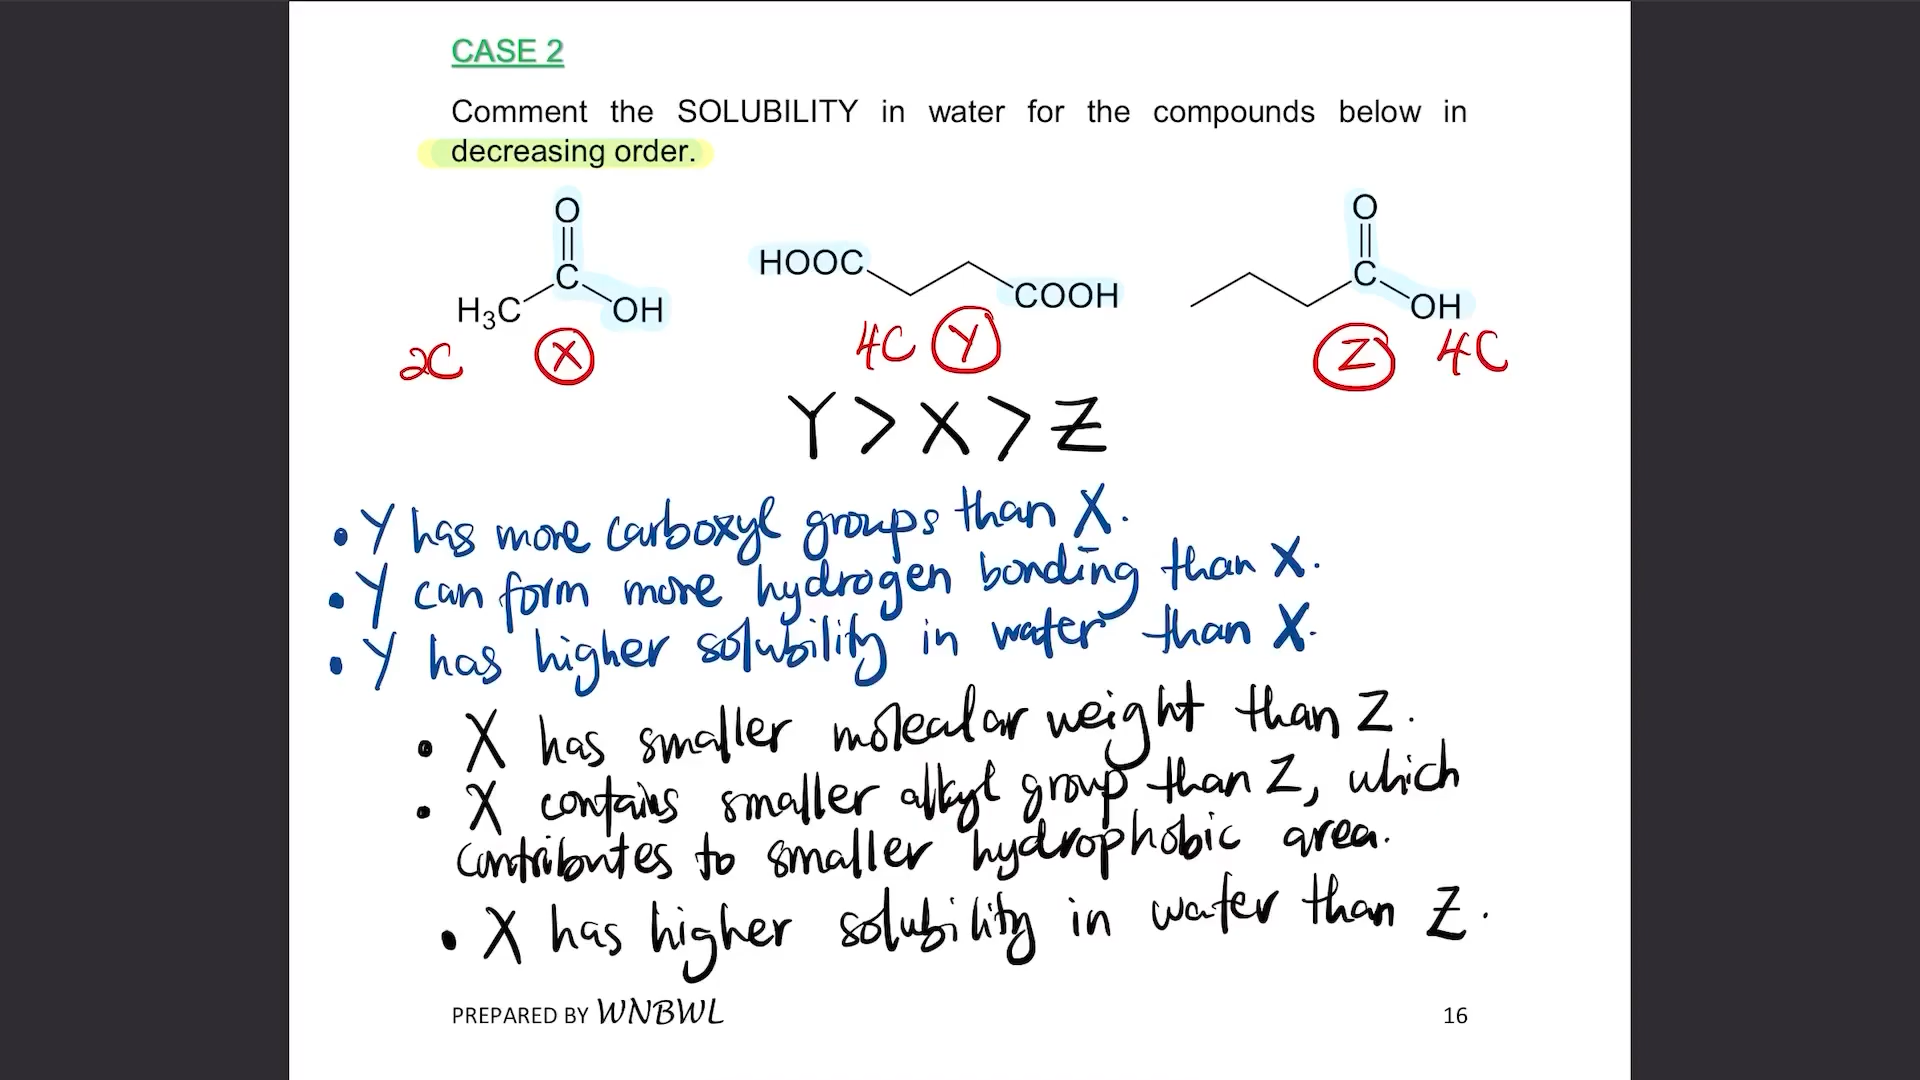 CASE 2
Comment the SOLUBILITY in water for the compounds below in
decreasing order.
O
C
H₃C OH
2C X
HOOC
COOH
4C Y
O
C
OH
Z 4C
Y > X > Z
• Y has more carboxyl groups than X.
• Y can form more hydrogen bonding than X.
• Y has higher solubility in water than X.
• X has smaller molecular weight than Z.
• X contains smaller alkyl group than Z, which
contributes to smaller hydrophobic area.
• X has higher solubility in water than Z.
PREPARED BY WNBWL 16